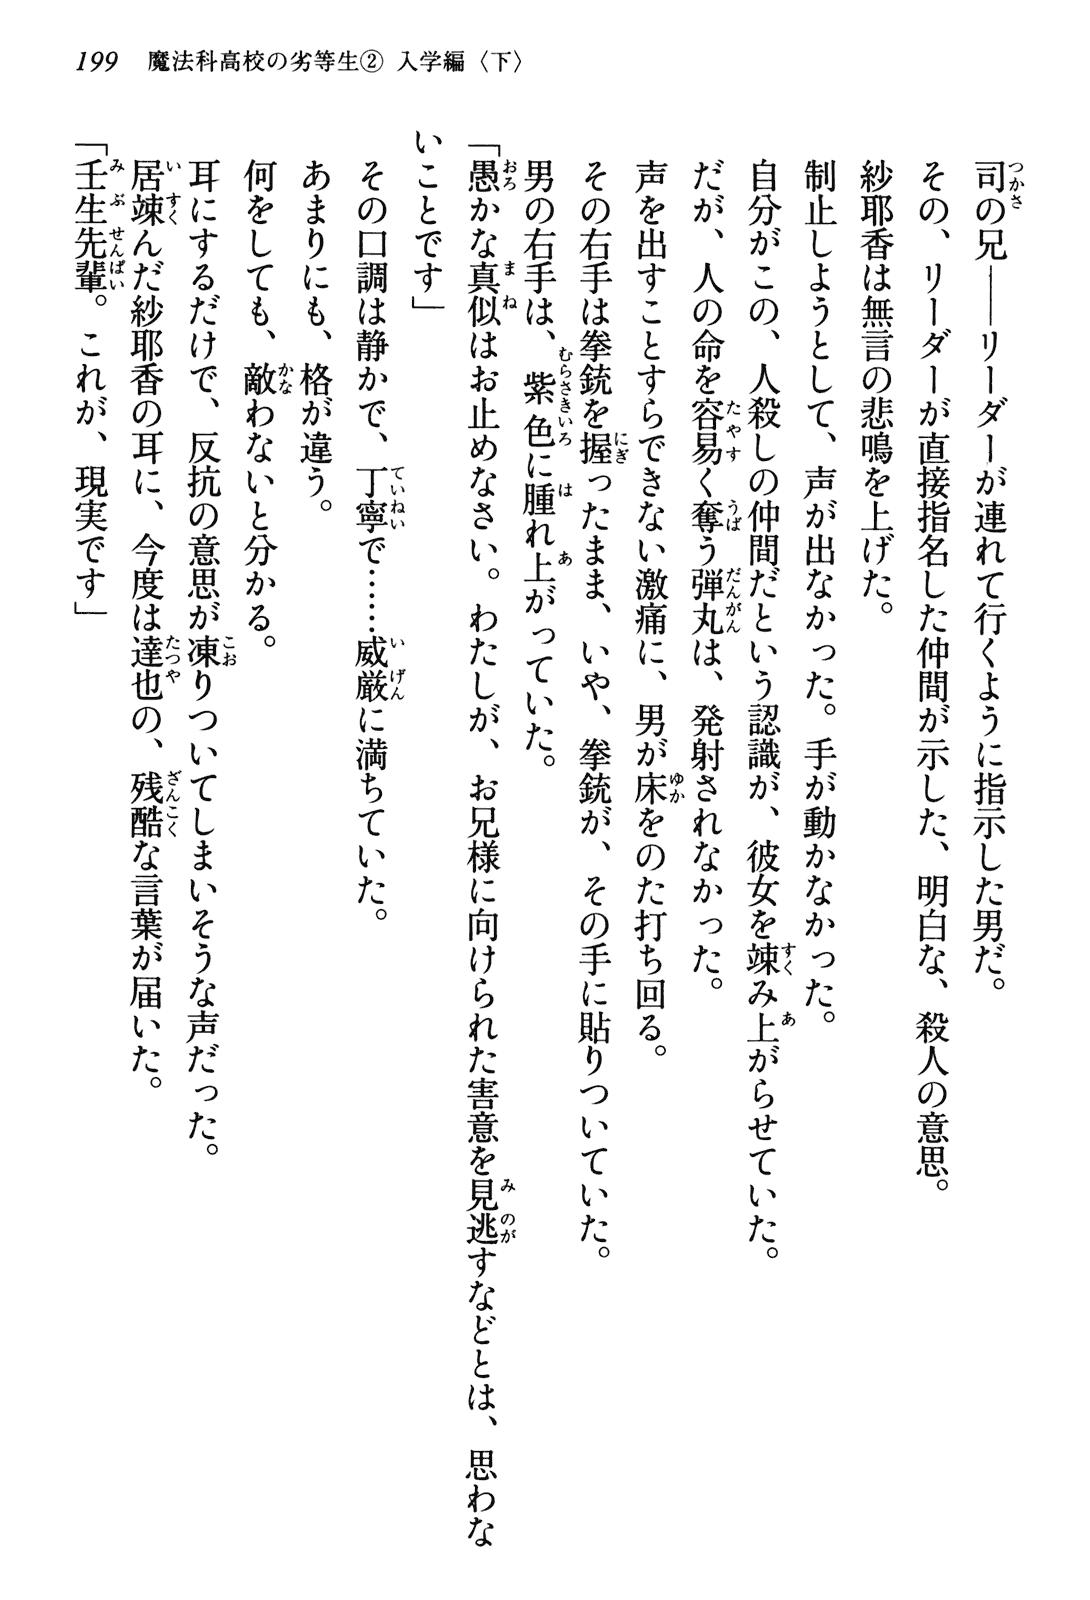 199 魔法科高校の劣等生② 入学編〈下〉
司の兄――リーダーが連れて行くように指示した男だ。
その、リーダーが直接指名した仲間が示した、明白な、殺人の意思。
紗耶香は無言の悲鳴を上げた。
制止しようとして、声が出なかった。手が動かなかった。
自分がこの、人殺しの仲間だという認識が、彼女を竦み上がらせていた。
だが、人の命を容易く奪う弾丸は、発射されなかった。
声を出すことすらできない激痛に、男が床をのた打ち回る。
その右手は拳銃を握ったまま、いや、拳銃が、その手に貼りついていた。
男の右手は、紫色に腫れ上がっていた。
「愚かな真似はお止めなさい。わたしが、お兄様に向けられた害意を見逃すなどとは、思わな
いことです」
その口調は静かで、丁寧で……威厳に満ちていた。
あまりにも、格が違う。
何をしても、敵わないと分かる。
耳にするだけで、反抗の意思が凍りついてしまいそうな声だった。
居竦んだ紗耶香の耳に、今度は達也の、残酷な言葉が届いた。
「壬生先輩。これが、現実です」